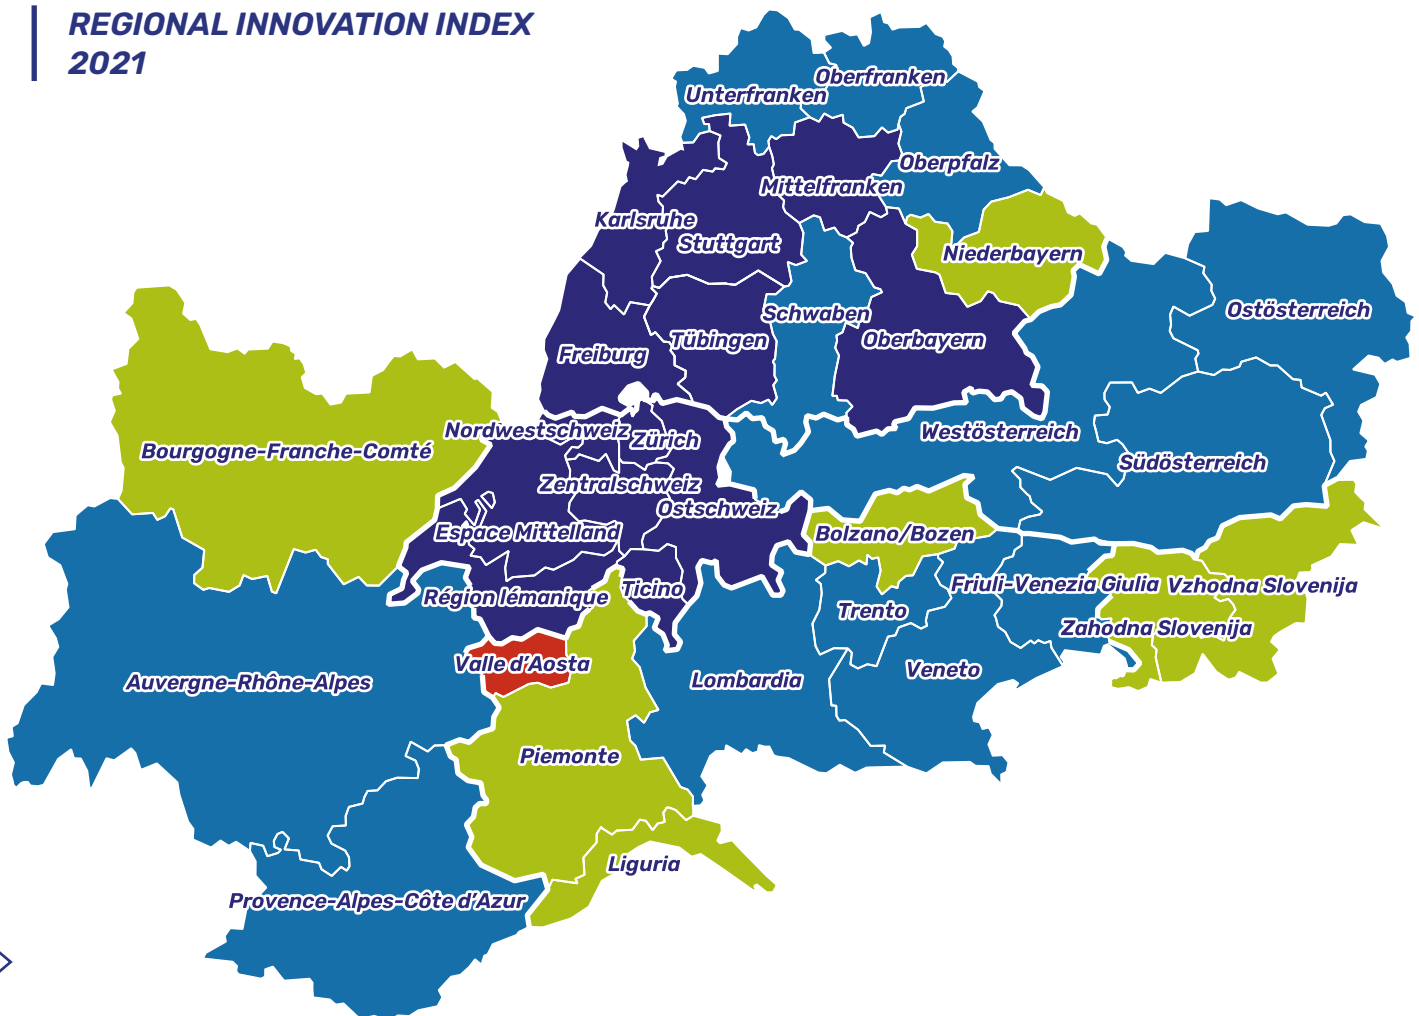 REGIONAL INNOVATION INDEX
2021
Oberfranken
Unterfranken
Oberpfalz
Mittelfranken
Karlsruhe
Stuttgart
Niederbayern
Ostösterreich
Schwaben
Tübingen
Oberbayern
Freiburg
Nordwestschweiz
Zürich
Westösterreich
Bourgogne-Franche-Comté
Südösterreich
Zentralschweiz
Ostschweiz
Espace Mittelland
Bolzano/Bozen
Friuli-Venezia Giulia
Vzhodna Slovenija
Ticino
Région lémanique
Trento
Zahodna Slovenija
Valle d'Aosta
Veneto
Auvergne-Rhône-Alpes
Lombardia
Piemonte
Liguria
Provence-Alpes-Côte d'Azur